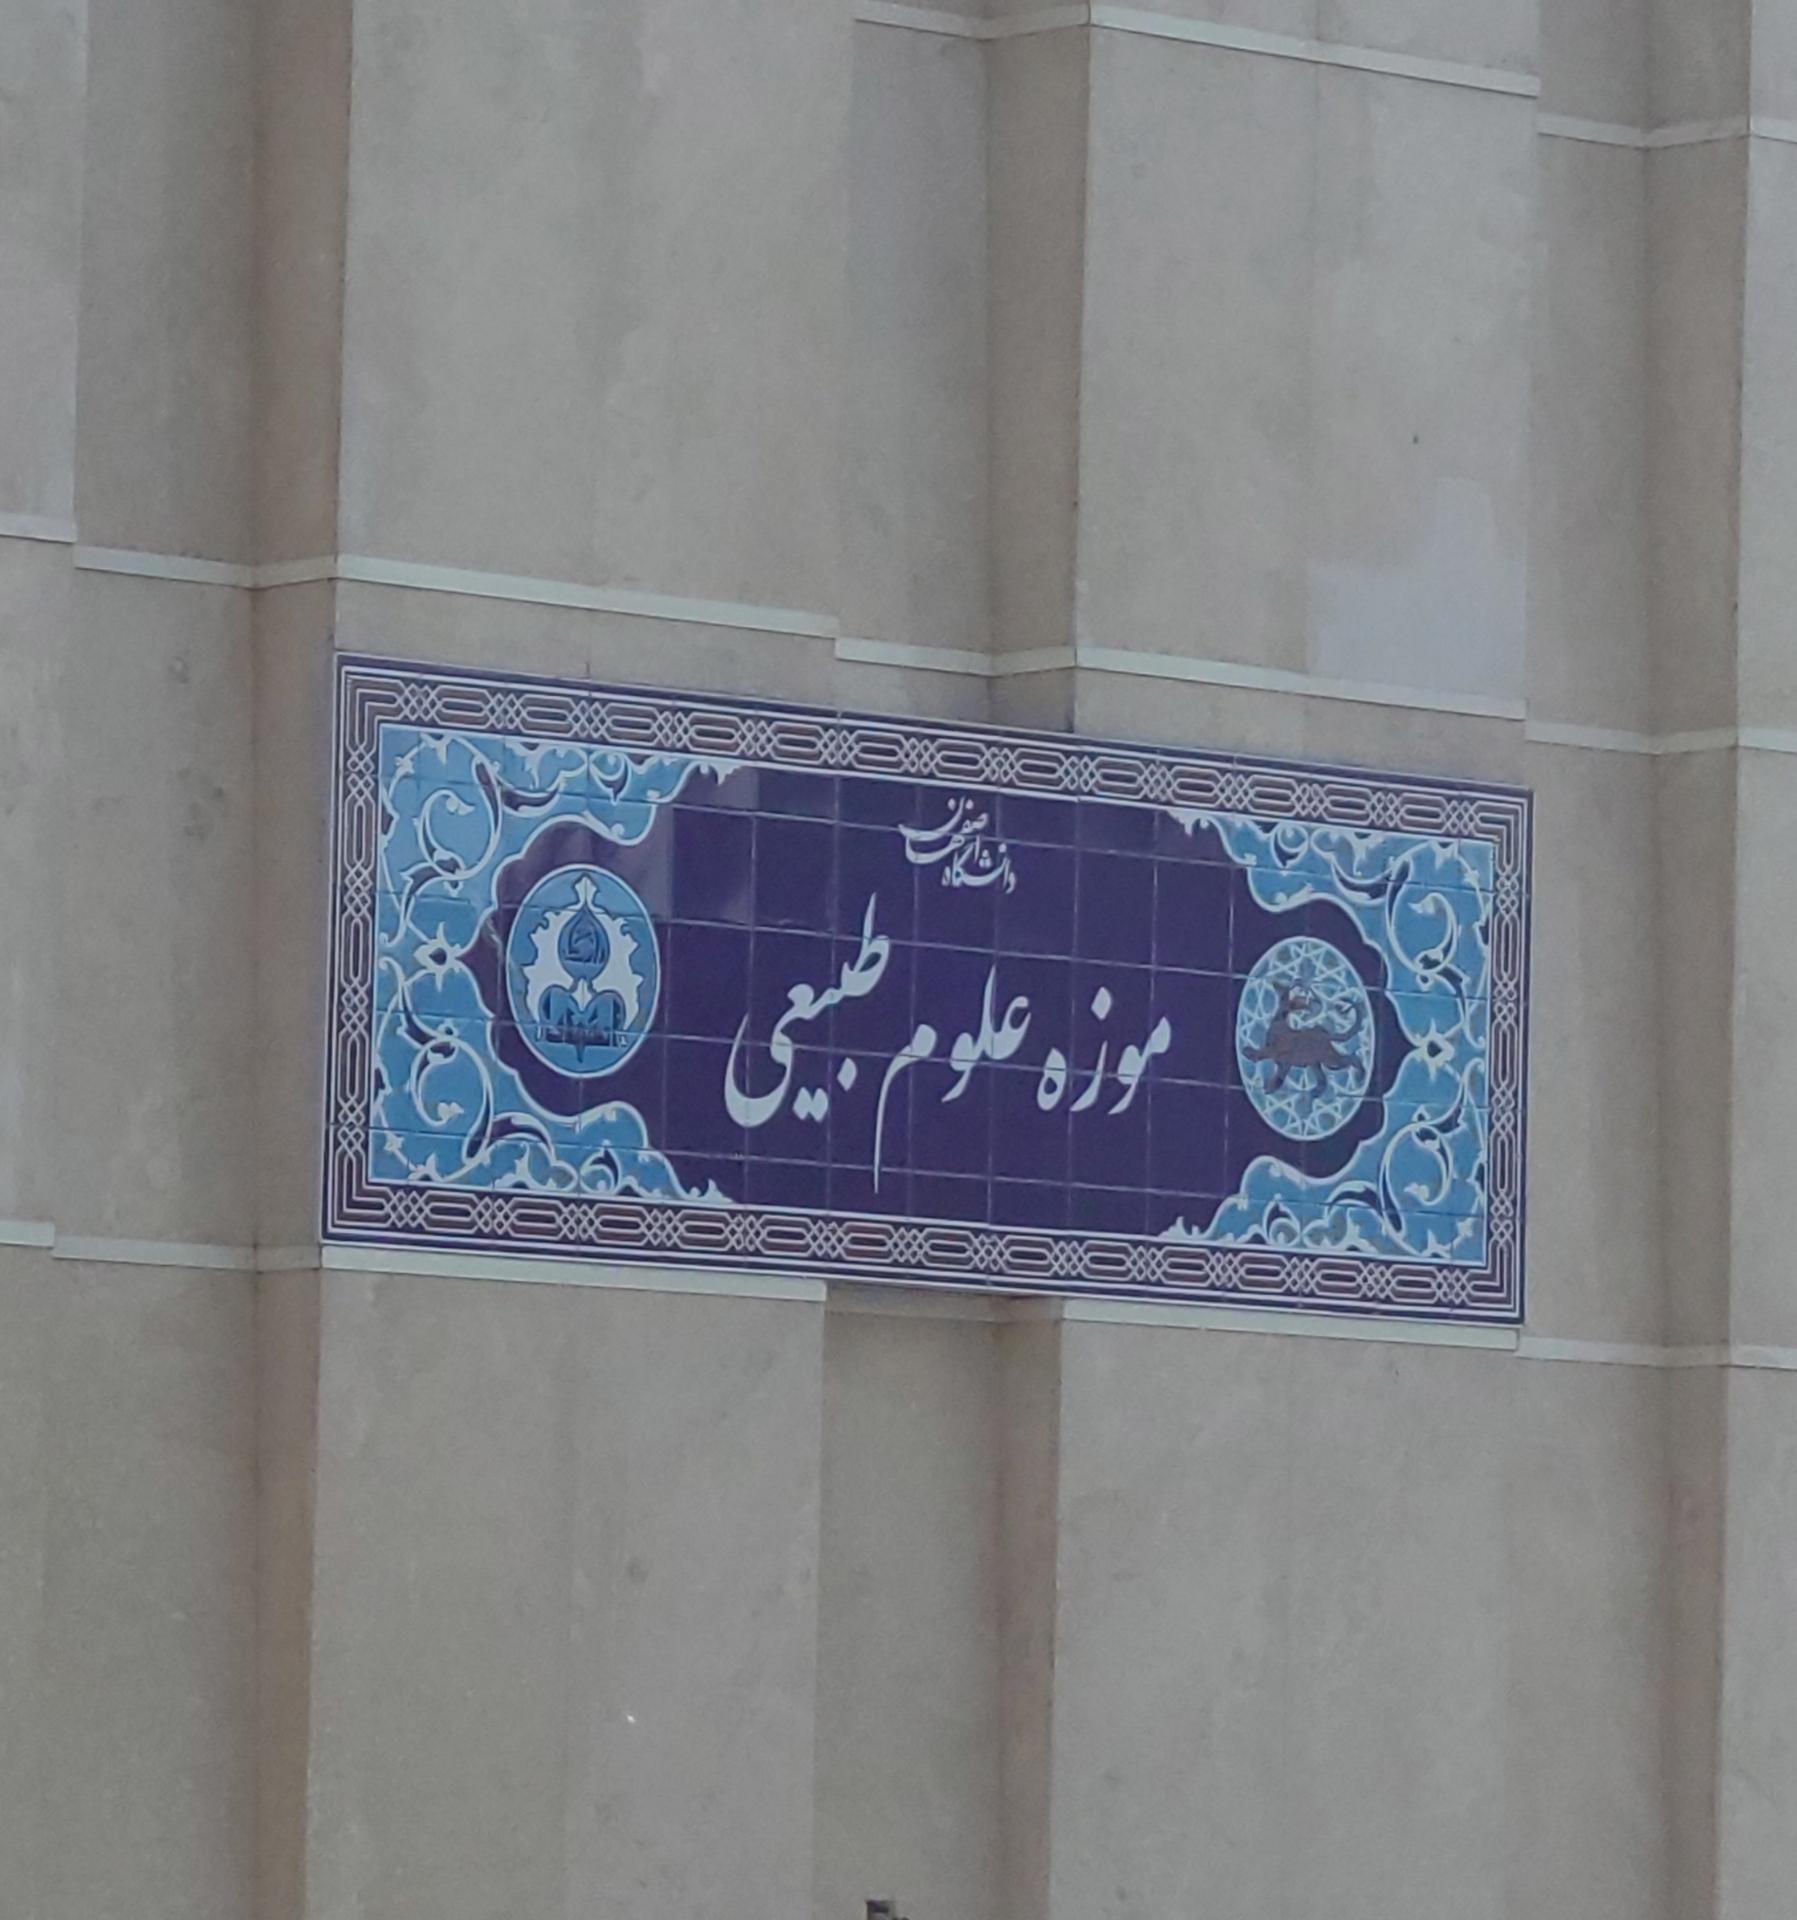 دانشگاه اصفهان
موزه علوم طبیعی